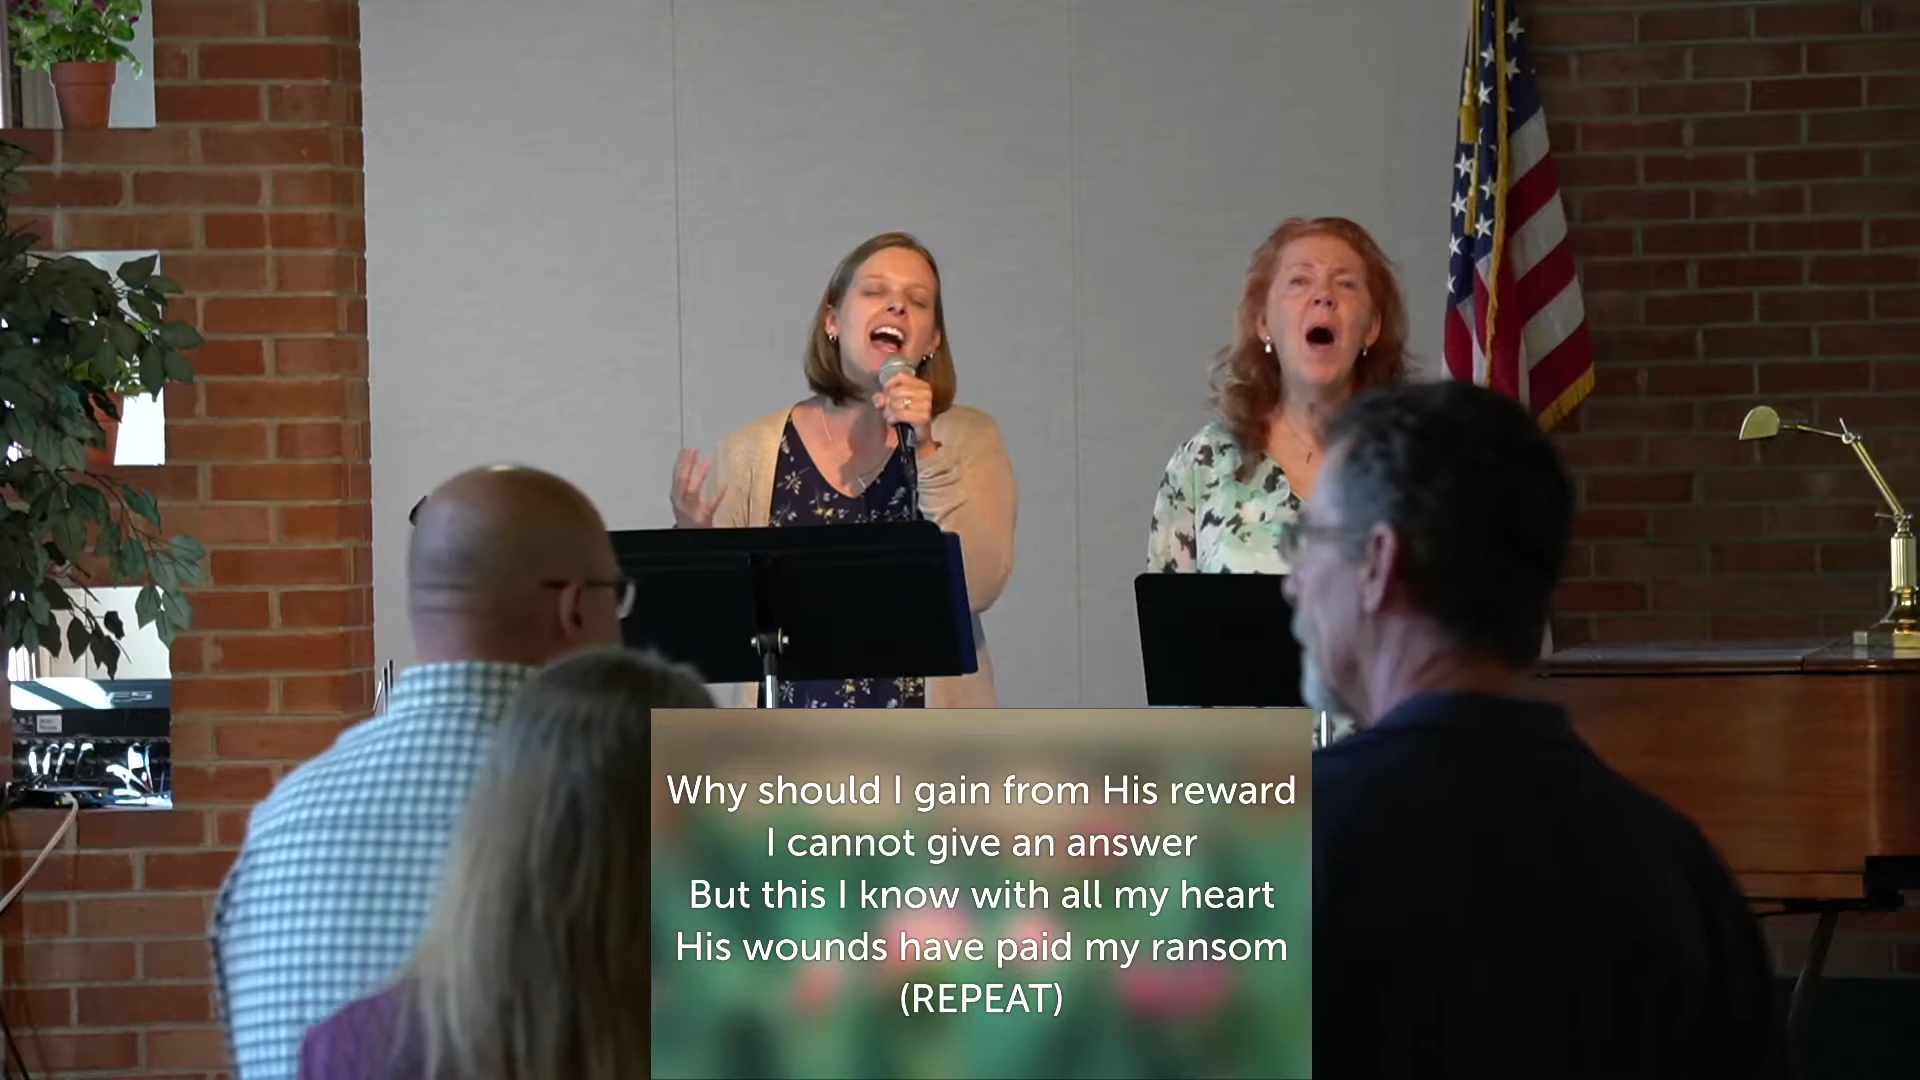 Why should I gain from His reward
I cannot give an answer
But this I know with all my heart
His wounds have paid my ransom
(REPEAT)